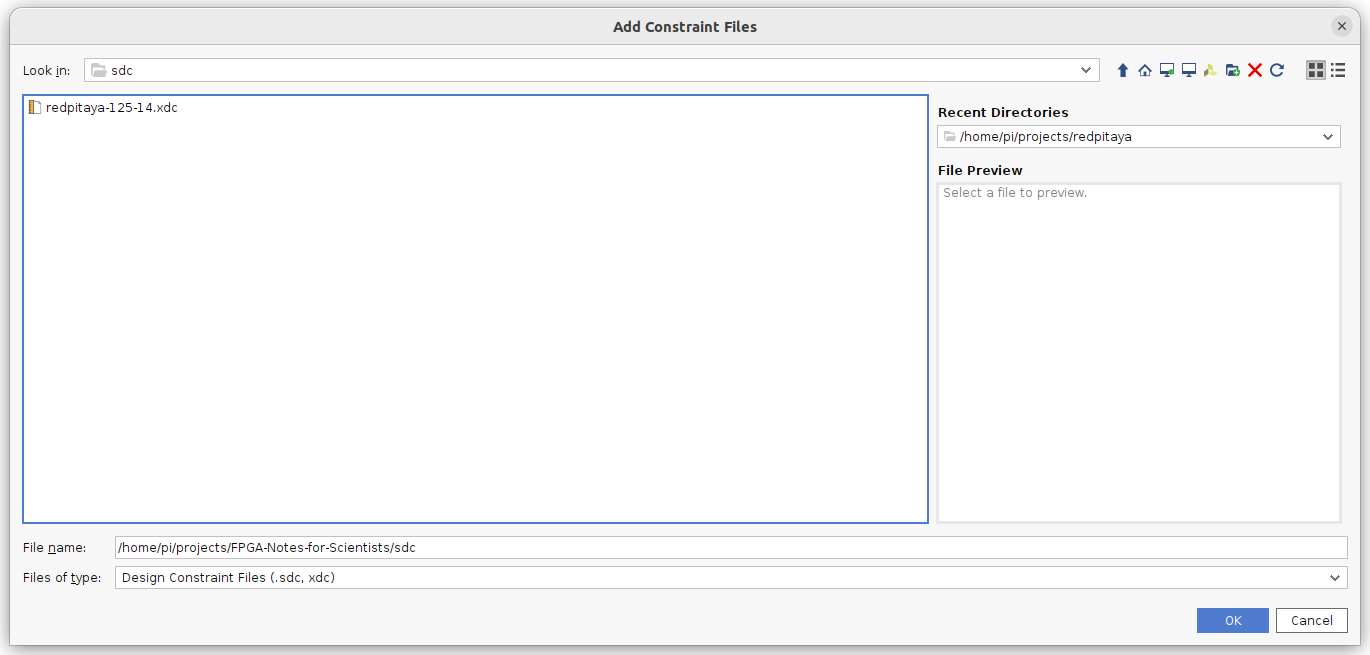 Add Constraint Files
Look in: sdc
redpitaya-125-14.xdc
Recent Directories
/home/pi/projects/redpitaya
File Preview
Select a file to preview.
File name: /home/pi/projects/FPGA-Notes-for-Scientists/sdc
Files of type: Design Constraint Files (.sdc, xdc)
OK Cancel